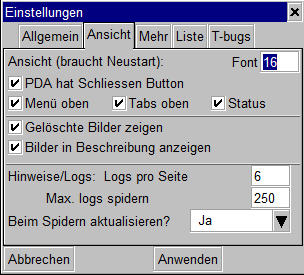 Einstellungen
Allgemein Ansicht Mehr Liste T-bugs
Ansicht (braucht Neustart): Font 16
PDA hat Schliessen Button
Menü oben Tabs oben Status
Gelöschte Bilder zeigen
Bilder in Beschreibung anzeigen
Hinweise/Logs: Logs pro Seite 6
Max. logs spidern 250
Beim Spidern aktualisieren? Ja
Abbrechen Anwenden